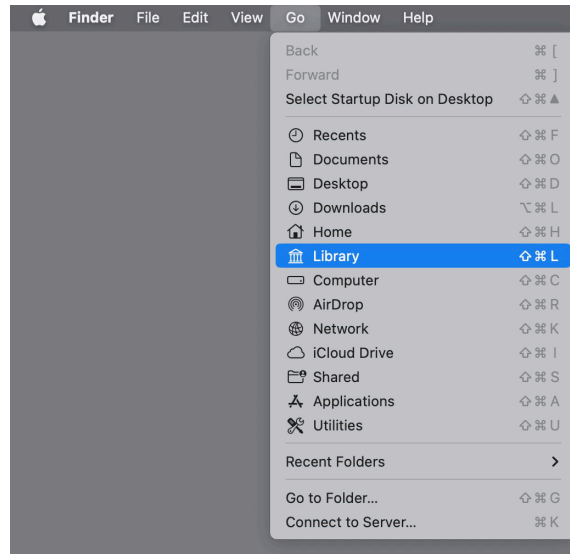 Finder File Edit View Go Window Help
Back ⌘ [
Forward ⌘ ]
Select Startup Disk on Desktop ⇧ ⌘ ▲
Recents ⇧ ⌘ F
Documents ⇧ ⌘ O
Desktop ⇧ ⌘ D
Downloads ⌥ ⌘ L
Home ⇧ ⌘ H
Library ⇧ ⌘ L
Computer ⇧ ⌘ C
AirDrop ⇧ ⌘ R
Network ⇧ ⌘ K
iCloud Drive ⇧ ⌘ I
Shared ⇧ ⌘ S
Applications ⇧ ⌘ A
Utilities ⇧ ⌘ U
Recent Folders >
Go to Folder... ⇧ ⌘ G
Connect to Server... ⌘ K